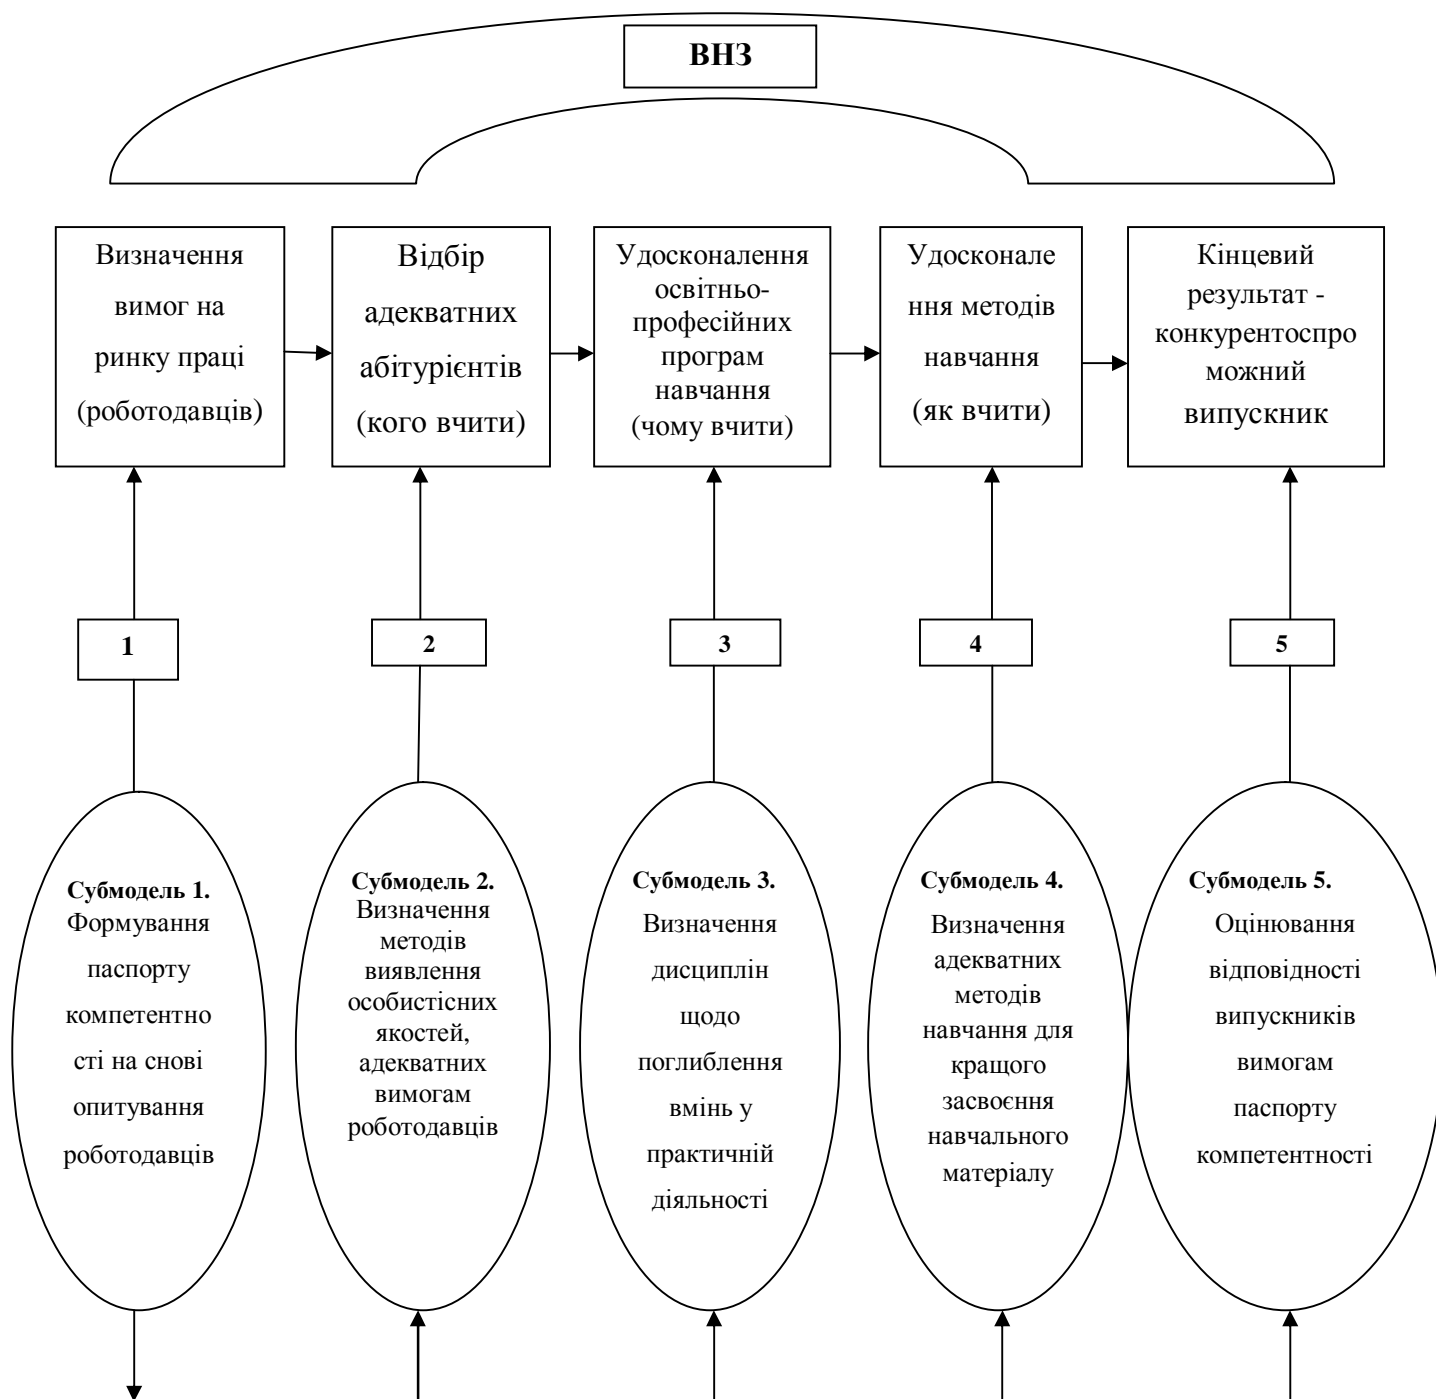 ВНЗ
Визначення
вимог на
ринку праці
(роботодавців)
Відбір
адекватних
абітурієнтів
(кого вчити)
Удосконалення
освітньо-
професійних
програм
навчання
(чому вчити)
Удосконале
ння методів
навчання
(як вчити)
Кінцевий
результат -
конкурентоспро
можний
випускник
1
2
3
4
5
Субмодель 1.
Формування
паспорту
компетентно
сті на снові
опитування
роботодавців
Субмодель 2.
Визначення
методів
виявлення
особистісних
якостей,
адекватних
вимогам
роботодавців
Субмодель 3.
Визначення
дисциплін
щодо
поглиблення
вмінь у
практичній
діяльності
Субмодель 4.
Визначення
адекватних
методів
навчання для
кращого
засвоєння
навчального
матеріалу
Субмодель 5.
Оцінювання
відповідності
випускників
вимогам
паспорту
компетентності